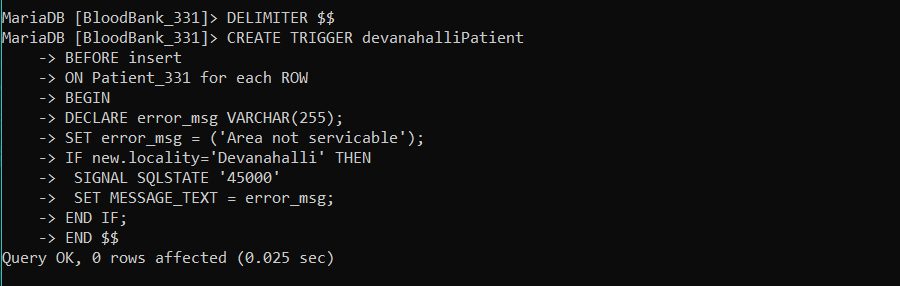 MariaDB [BloodBank_331]> DELIMITER $$
MariaDB [BloodBank_331]> CREATE TRIGGER devanahalliPatient
    -> BEFORE insert
    -> ON Patient_331 for each ROW
    -> BEGIN
    -> DECLARE error_msg VARCHAR(255);
    -> SET error_msg = ('Area not servicable');
    -> IF new.locality='Devanahalli' THEN
    ->  SIGNAL SQLSTATE '45000'
    ->  SET MESSAGE_TEXT = error_msg;
    -> END IF;
    -> END $$
Query OK, 0 rows affected (0.025 sec)